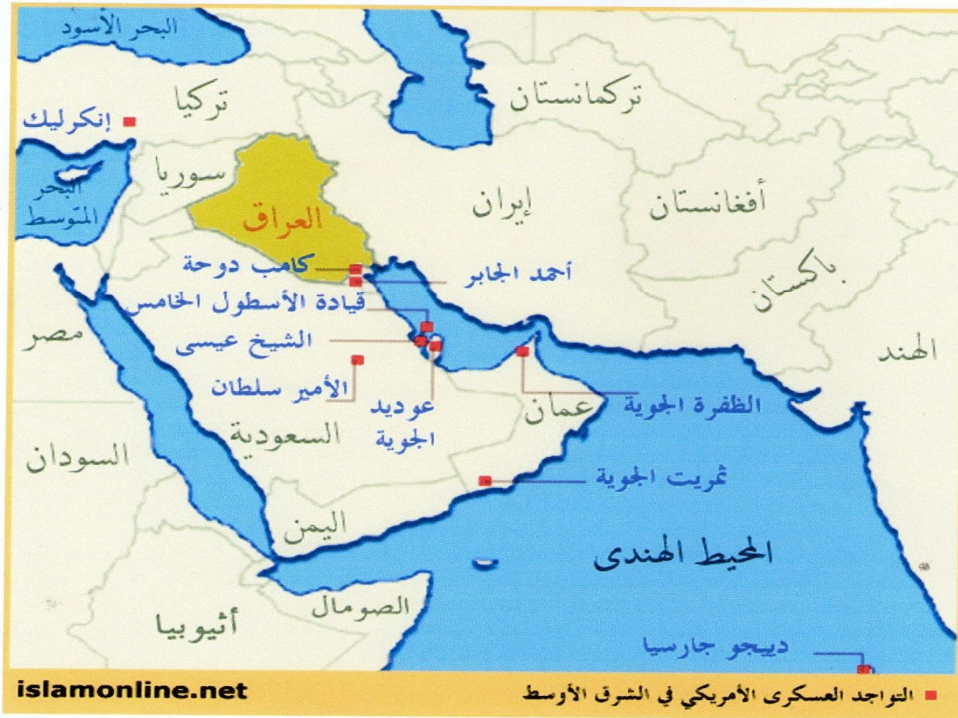 البحر الأسود
تركيا
تركمانستان
إنكرليك
سوريا
البحر
المتوسط
العراق
إيران
أفغانستان
باكستان
الهند
كامب دوحة
أحمد الجابر
قيادة الأسطول الخامس
الشيخ عيسى
مصر
الأمير سلطان
عوديد
الجوية
عمان
الظفرة الجوية
السعودية
السودان
ثمريت الجوية
اليمن
المحيط الهندى
الصومال
أثيوبيا
دييجو جارسيا
التواجد العسكرى الأمريكي في الشرق الأوسط
islamonline.net